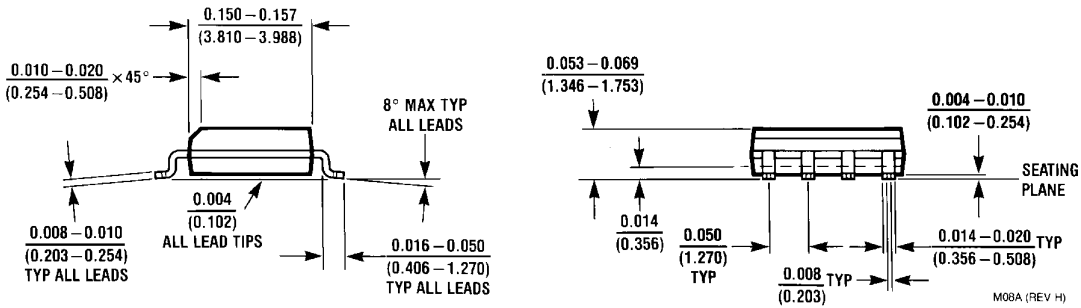 0.150 – 0.157
(3.810 – 3.988)
0.010 – 0.020
(0.254 – 0.508)
× 45°
8° MAX TYP
ALL LEADS
0.004
(0.102)
ALL LEAD TIPS
0.008 – 0.010
(0.203 – 0.254)
TYP ALL LEADS
0.016 – 0.050
(0.406 – 1.270)
TYP ALL LEADS
0.053 – 0.069
(1.346 – 1.753)
0.004 – 0.010
(0.102 – 0.254)
SEATING
PLANE
0.014
(0.356)
0.050
(1.270)
TYP
0.014 – 0.020 TYP
(0.356 – 0.508)
0.008 TYP
(0.203)
M08A (REV H)